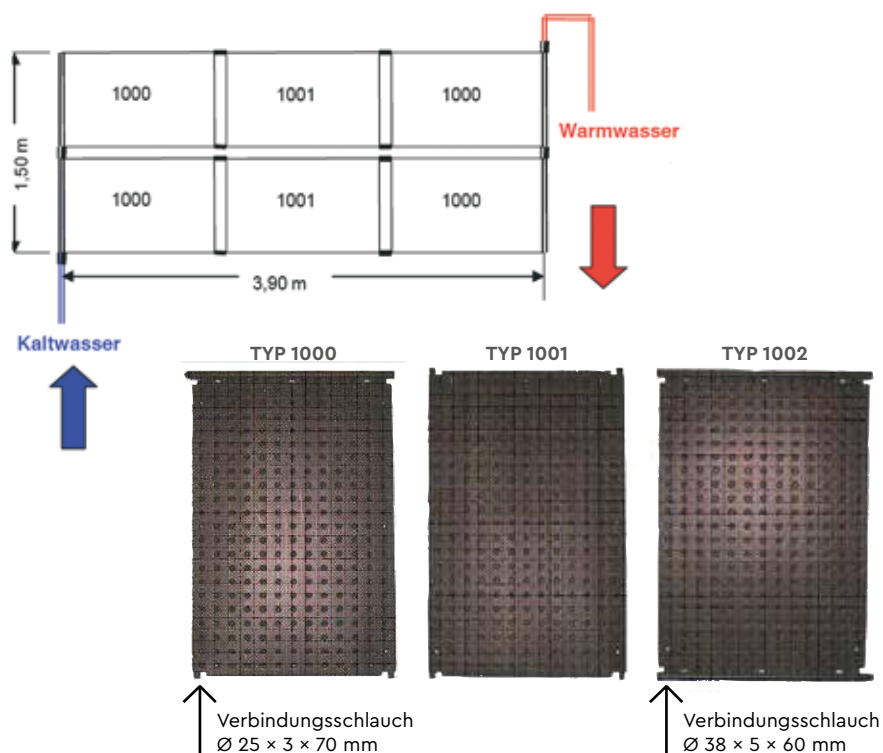 1000
1001
1000
Warmwasser
1,50 m
1000
1001
1000
3,90 m
Kaltwasser
TYP 1000
TYP 1001
TYP 1002
Verbindungsschlauch
Ø 25 × 3 × 70 mm
Verbindungsschlauch
Ø 38 × 5 × 60 mm